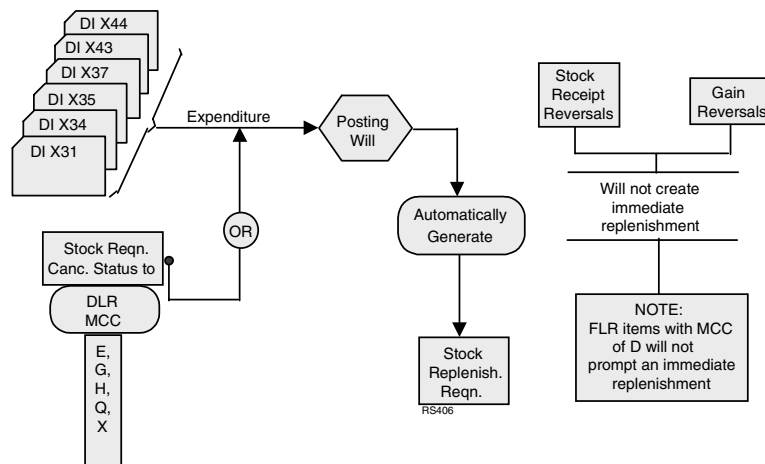 DI X44
DI X43
DI X37
DI X35
DI X34
DI X31
Expenditure
Posting
Will
OR
Automatically
Generate
Stock Reqn.
Canc. Status to
DLR
MCC
E,
G,
H,
Q,
X
Stock
Replenish.
Reqn.
RS406
Stock
Receipt
Reversals
Gain
Reversals
Will not create
immediate
replenishment
NOTE:
FLR items with MCC
of D will not
prompt an immediate
replenishment